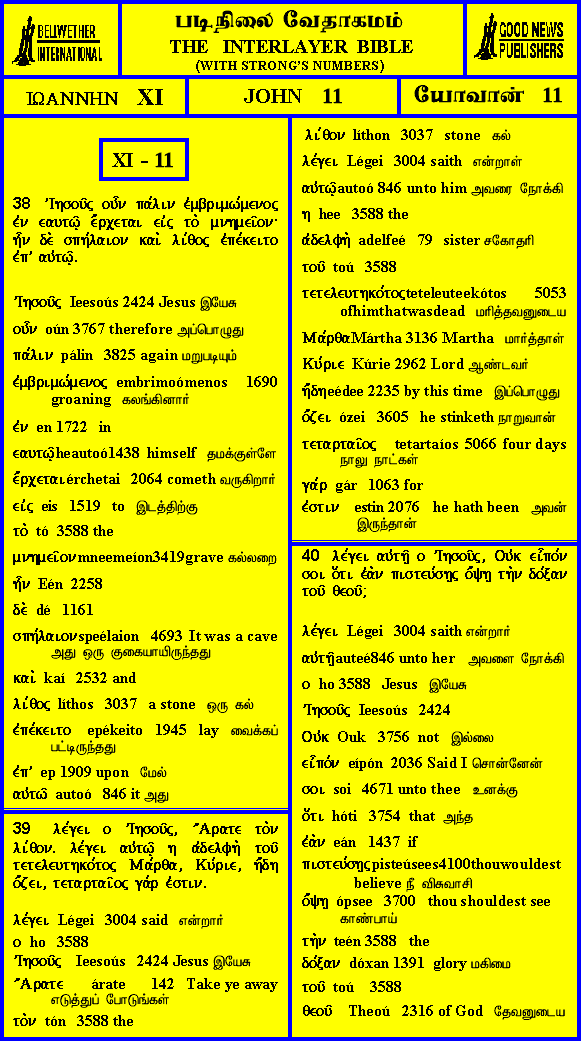 BELLWETHER
INTERNATIONAL
படிநிலை வேதாகமம்
THE INTERLAYER BIBLE
(WITH STRONG'S NUMBERS)
GOOD NEWS
PUBLISHERS
ΙΩΑΝΝΗΝ XI
JOHN 11
யோவான் 11
XI - 11
38 Ἰησοῦς οὖν πάλιν ἐμβριμώμενος
ἐν εαυτῷ ἔρχεται εἰς τὸ μνημεῖον·
ἦν δὲ σπήλαιον καὶ λίθος ἐπέκειτο
ἐπ' αὐτῷ.
Ἰησοῦς Ieesoús 2424 Jesus இயேசு
οὖν oún 3767 therefore அப்பொழுது
πάλιν pálin 3825 again மறுபடியும்
ἐμβριμώμενος embrimoómenos 1690
groaning கலங்கினார்
ἐν en 1722 in
εαυτῷ heautoó1438 himself தமக்குள்ளே
ἔρχεται érchetai 2064 cometh வருகிறார்
εἰς eis 1519 to இடத்திற்கு
τὸ tó 3588 the
μνημεῖον mneemeíon3419grave கல்லறை
ἦν Eén 2258
δὲ dé 1161
σπήλαιον speélaion 4693 It was a cave
அது ஒரு குகையாயிருந்தது
καὶ kaí 2532 and
λίθος líthos 3037 a stone ஒரு கல்
ἐπέκειτο epékeito 1945 lay வைக்கப்
பட்டிருந்தது
ἐπ' ep 1909 upon மேல்
αὐτῷ autoó 846 it அது
39 λέγει ο Ἰησοῦς, Ἄρατε τὸν
λίθον. λέγει αὐτῷ η ἀδελφὴ τοῦ
τετελευτηκότος Μάρθα, Κύριε, ἤδη
ὄζει, τεταρταῖος γάρ ἐστιν.
λέγει Légei 3004 said என்றார்
ο ho 3588
Ἰησοῦς Ieesoús 2424 Jesus இயேசு
Ἄρατε árate 142 Take ye away
எடுத்துப் போடுங்கள்
τὸν tón 3588 the
λίθον líthon 3037 stone கல்
λέγει Légei 3004 saith என்றாள்
αὐτῷ autoó 846 unto him அவரை நோக்கி
η hee 3588 the
ἀδελφὴ adelfeé 79 sister சகோதரி
τοῦ toú 3588
τετελευτηκότος teteleuteekótos 5053
ofhimthatwasdead மரித்தவனுடைய
Μάρθα Mártha 3136 Martha மார்த்தாள்
Κύριε Kúrie 2962 Lord ஆண்டவர்
ἤδη eédee 2235 by this time இப்பொழுது
ὄζει ózei 3605 he stinketh நாறுவான்
τεταρταῖος tetartaíos 5066 four days
நாலு நாட்கள்
γάρ gár 1063 for
ἐστιν estin 2076 he hath been அவன்
இருந்தான்
40 λέγει αὐτῇ ο Ἰησοῦς, Οὐκ εἶπόν
σοι ὅτι ἐὰν πιστεύσῃς ὄψῃ τὴν δόξαν
τοῦ θεοῦ;
λέγει Légei 3004 saith என்றார்
αὐτῇ auteé846 unto her அவளை நோக்கி
ο ho 3588 Jesus இயேசு
Ἰησοῦς Ieesoús 2424
Οὐκ Ouk 3756 not இல்லை
εἶπόν eípón 2036 Said I சொன்னேன்
σοι soi 4671 unto thee உனக்கு
ὅτι hóti 3754 that அந்த
ἐὰν eán 1437 if
πιστεύσῃς pisteúsees4100thouwouldest
believe நீ விசுவாசி
ὄψῃ ópsee 3700 thou shouldest see
காண்பாய்
τὴν teén 3588 the
δόξαν dóxan 1391 glory மகிமை
τοῦ toú 3588
θεοῦ Theoú 2316 of God தேவனுடைய